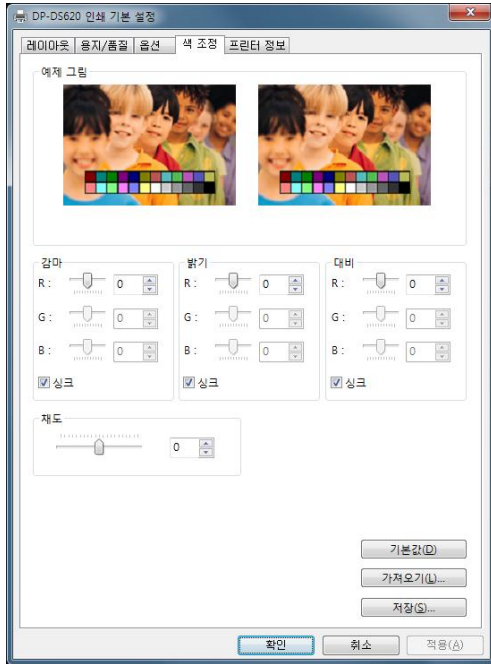 DP-DS620 인쇄 기본 설정
레이아웃 용지/품질 옵션 색 조정 프린터 정보
예제 그림
감마 밝기 대비
R: 0 R: 0 R: 0
G: 0 G: 0 G: 0
B: 0 B: 0 B: 0
싱크 싱크 싱크
채도
0
기본값(D)
가져오기(L)...
저장(S)...
확인 취소 적용(A)